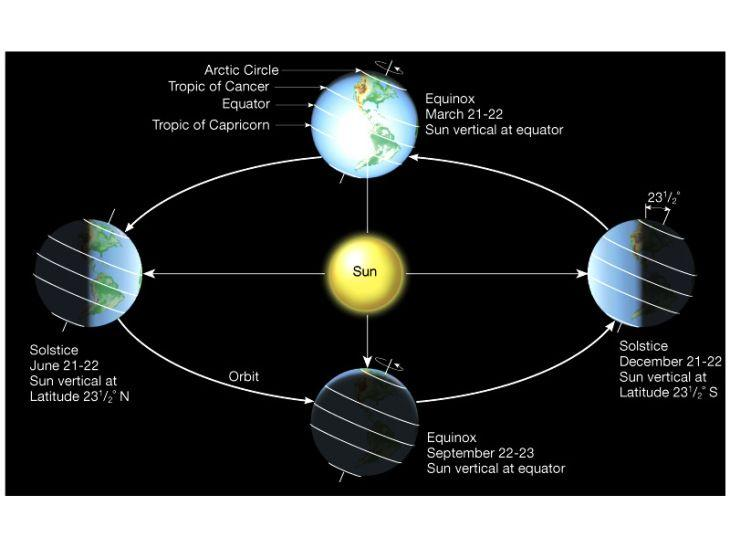 Arctic Circle
Tropic of Cancer
Equator
Tropic of Capricorn
Equinox
March 21-22
Sun vertical at equator
23 1/2°
Sun
Solstice
June 21-22
Sun vertical at
Latitude 23 1/2° N
Orbit
Solstice
December 21-22
Sun vertical at
Latitude 23 1/2° S
Equinox
September 22-23
Sun vertical at equator